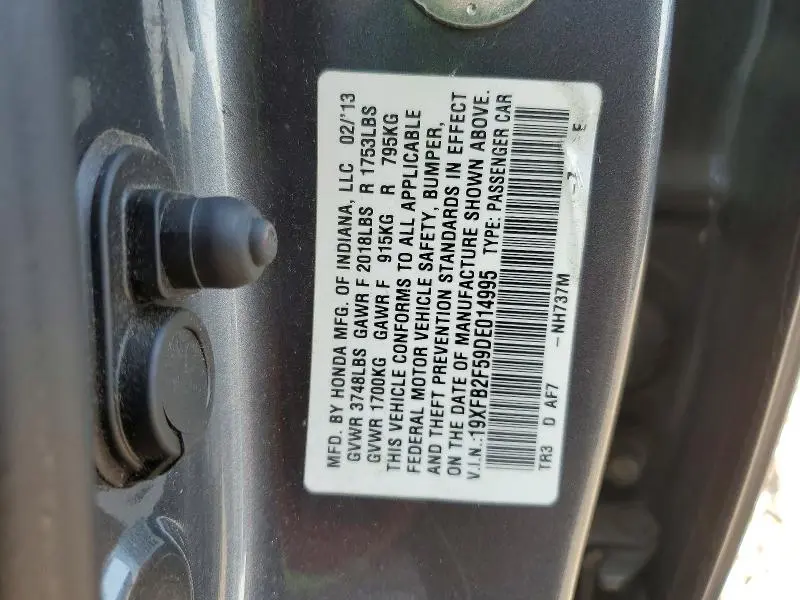 MFD. BY HONDA MFG. OF INDIANA, LLC 02/'13
GVWR 3748LBS GAWR F 2018LBS R 1753LBS
GVWR 1700KG GAWR F 915KG R 795KG
THIS VEHICLE CONFORMS TO ALL APPLICABLE
FEDERAL MOTOR VEHICLE SAFETY, BUMPER,
AND THEFT PREVENTION STANDARDS IN EFFECT
ON THE DATE OF MANUFACTURE SHOWN ABOVE.
V.I.N.:19XFB2F59DE014995 TYPE: PASSENGER CAR
TR3 D AF7 -NH737M